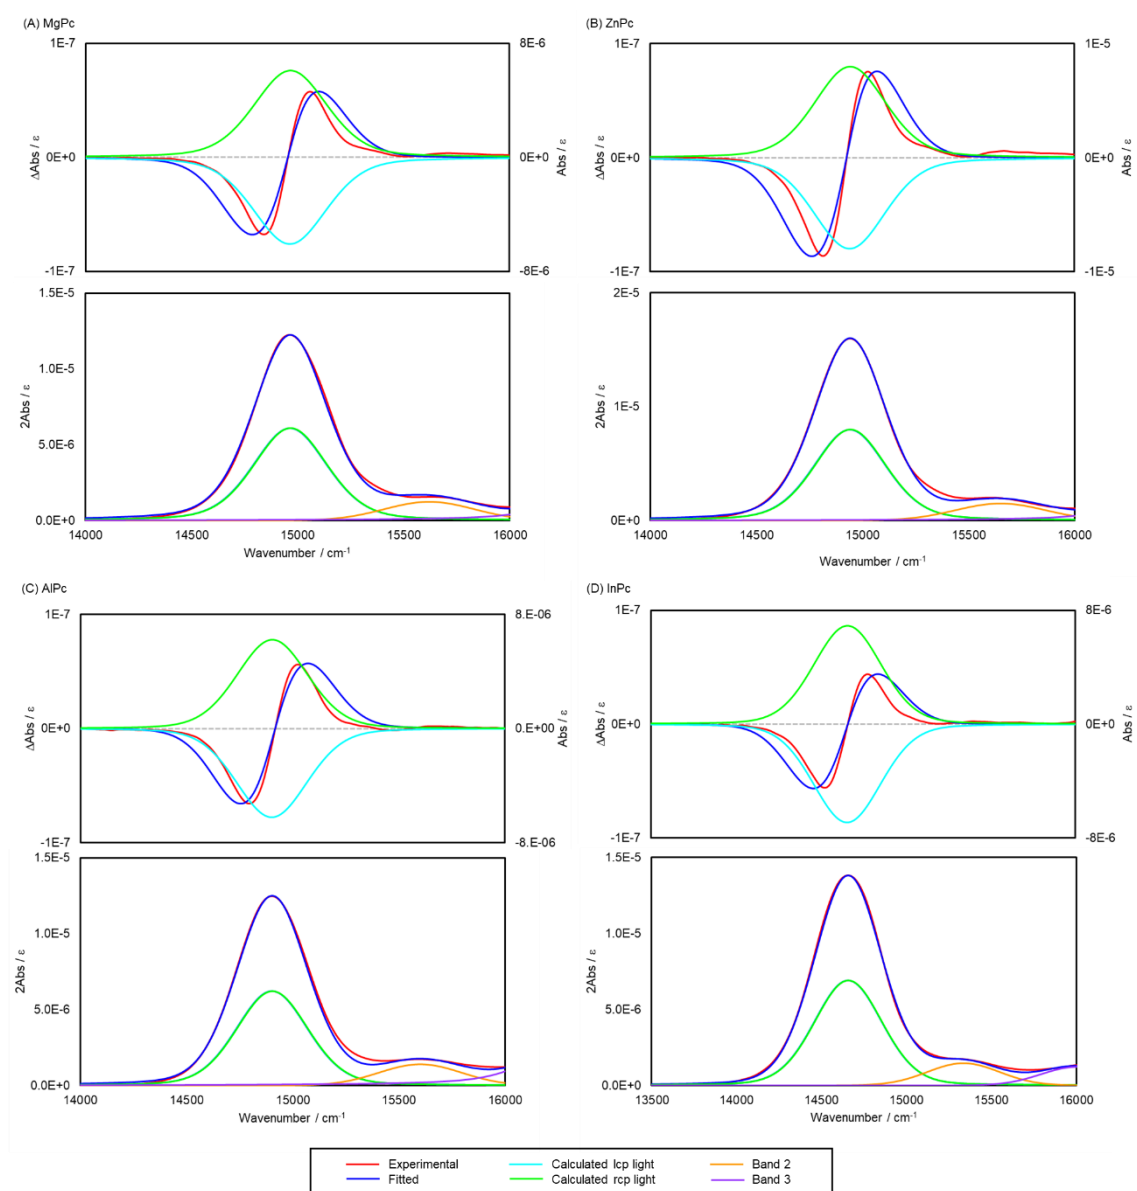 (A) MgPc
1E-7
8E-6
ΔAbs / ε
0E+0
0E+0
Abs / ε
-1E-7
-8E-6
1.5E-5
1.0E-5
2Abs / ε
5.0E-6
0.0E+0
14000 14500 15000 15500 16000
Wavenumber / cm⁻¹
(B) ZnPc
1E-7
1E-5
ΔAbs / ε
0E+0
0E+0
Abs / ε
-1E-7
-1E-5
2E-5
2Abs / ε
1E-5
0E+0
14000 14500 15000 15500 16000
Wavenumber / cm⁻¹
(C) AlPc
1E-7
8.E-06
ΔAbs / ε
0E+0
0.E+00
Abs / ε
-1E-7
-8.E-06
1.5E-5
1.0E-5
2Abs / ε
5.0E-6
0.0E+0
14000 14500 15000 15500 16000
Wavenumber / cm⁻¹
(D) InPc
1E-7
8E-6
ΔAbs / ε
0E+0
0E+0
Abs / ε
-1E-7
-8E-6
1.5E-5
1.0E-5
2Abs / ε
5.0E-6
0.0E+0
13500 14000 14500 15000 15500 16000
Wavenumber / cm⁻¹
Experimental Calculated lcp light Band 2
Fitted Calculated rcp light Band 3